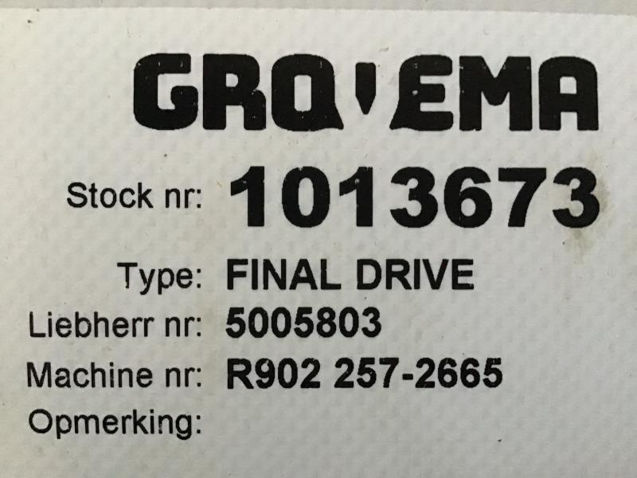 GROVEMA
Stock nr: 1013673
Type: FINAL DRIVE
Liebherr nr: 5005803
Machine nr: R902 257-2665
Opmerking: